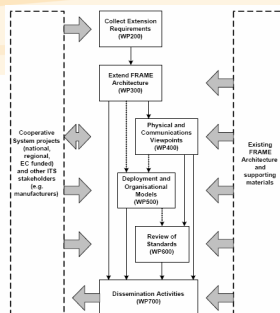 Collect Extension
Requirements
(WP200)
Extend FRAME
Architecture
(WP300)
Physical and
Communications
Viewpoints
(WP400)
Cooperative
System projects
(national,
regional,
EC funded)
and other ITS
stakeholders
(e.g.
manufacturers)
Existing
FRAME
Architecture
and
supporting
materials
Deployment and
Organisational
Models
(WP500)
Review of
Standards
(WP600)
Dissemination Activities
(WP700)